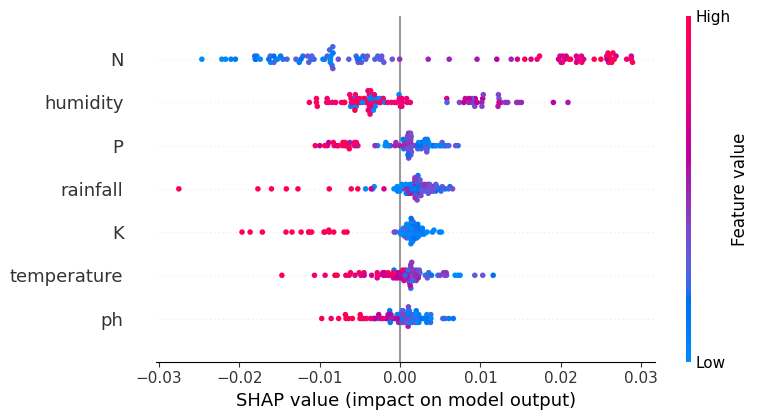 High
N
humidity
P
rainfall
K
temperature
ph
Feature value
Low
−0.03 −0.02 −0.01 0.00 0.01 0.02 0.03
SHAP value (impact on model output)